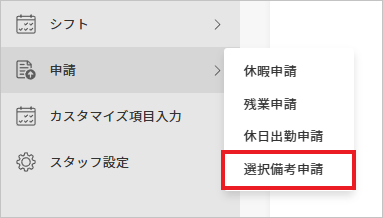 シフト
申請
カスタマイズ項目入力
スタッフ設定
休暇申請
残業申請
休日出勤申請
選択備考申請